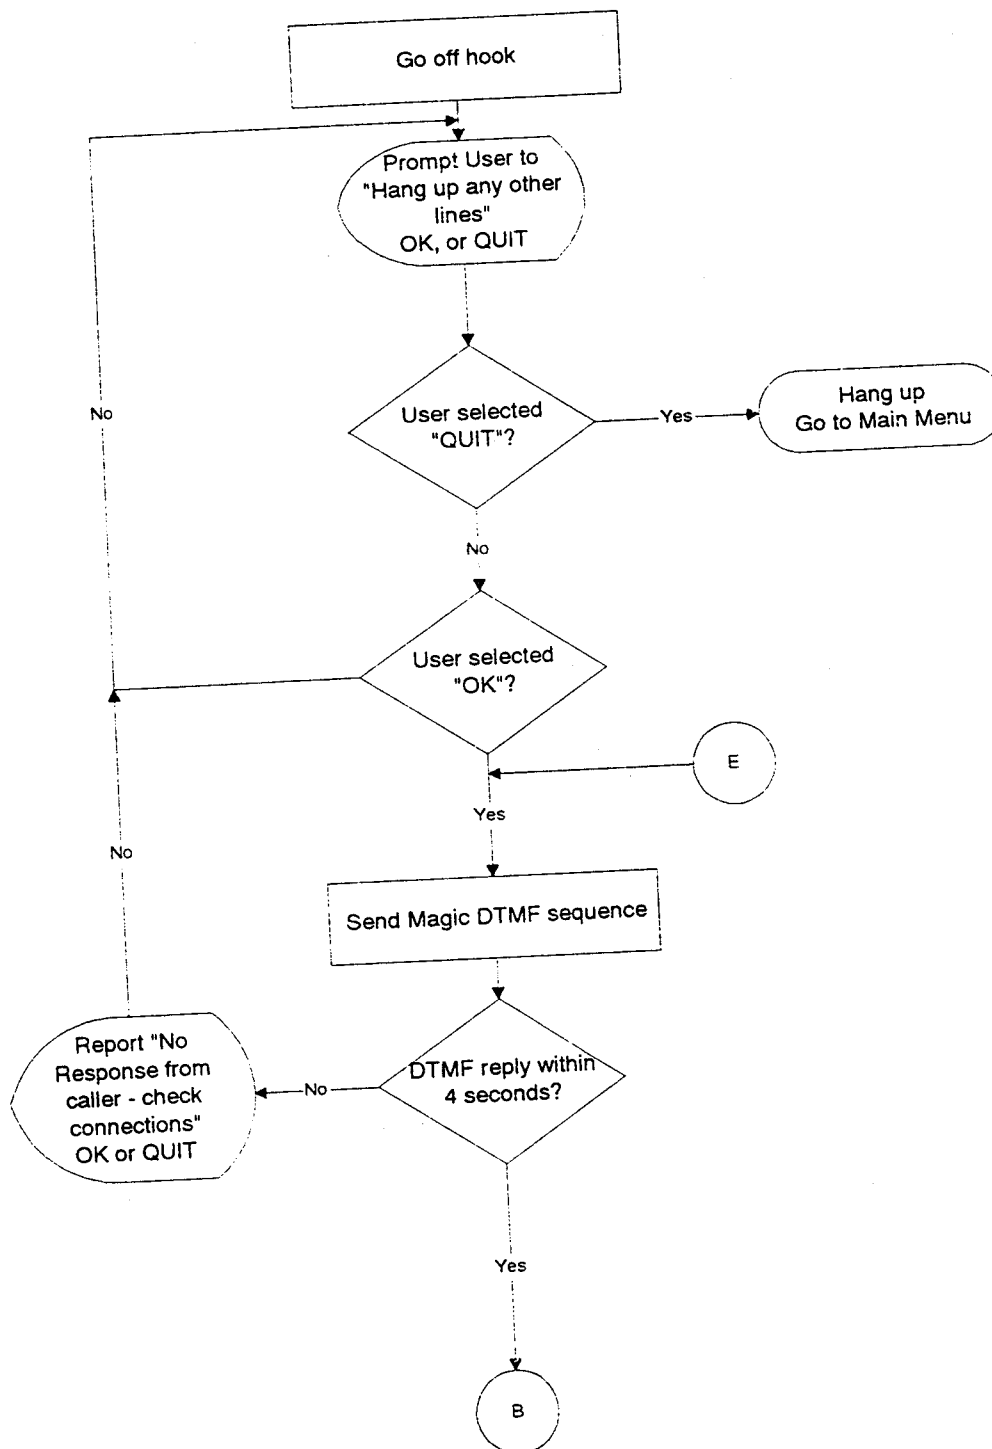 Go off hook
Prompt User to
"Hang up any other
lines"
OK, or QUIT
User selected
"QUIT"?
Yes
Hang up
Go to Main Menu
No
No
User selected
"OK"?
E
Yes
Send Magic DTMF sequence
No
DTMF reply within
4 seconds?
No
Report "No
Response from
caller - check
connections"
OK or QUIT
Yes
B